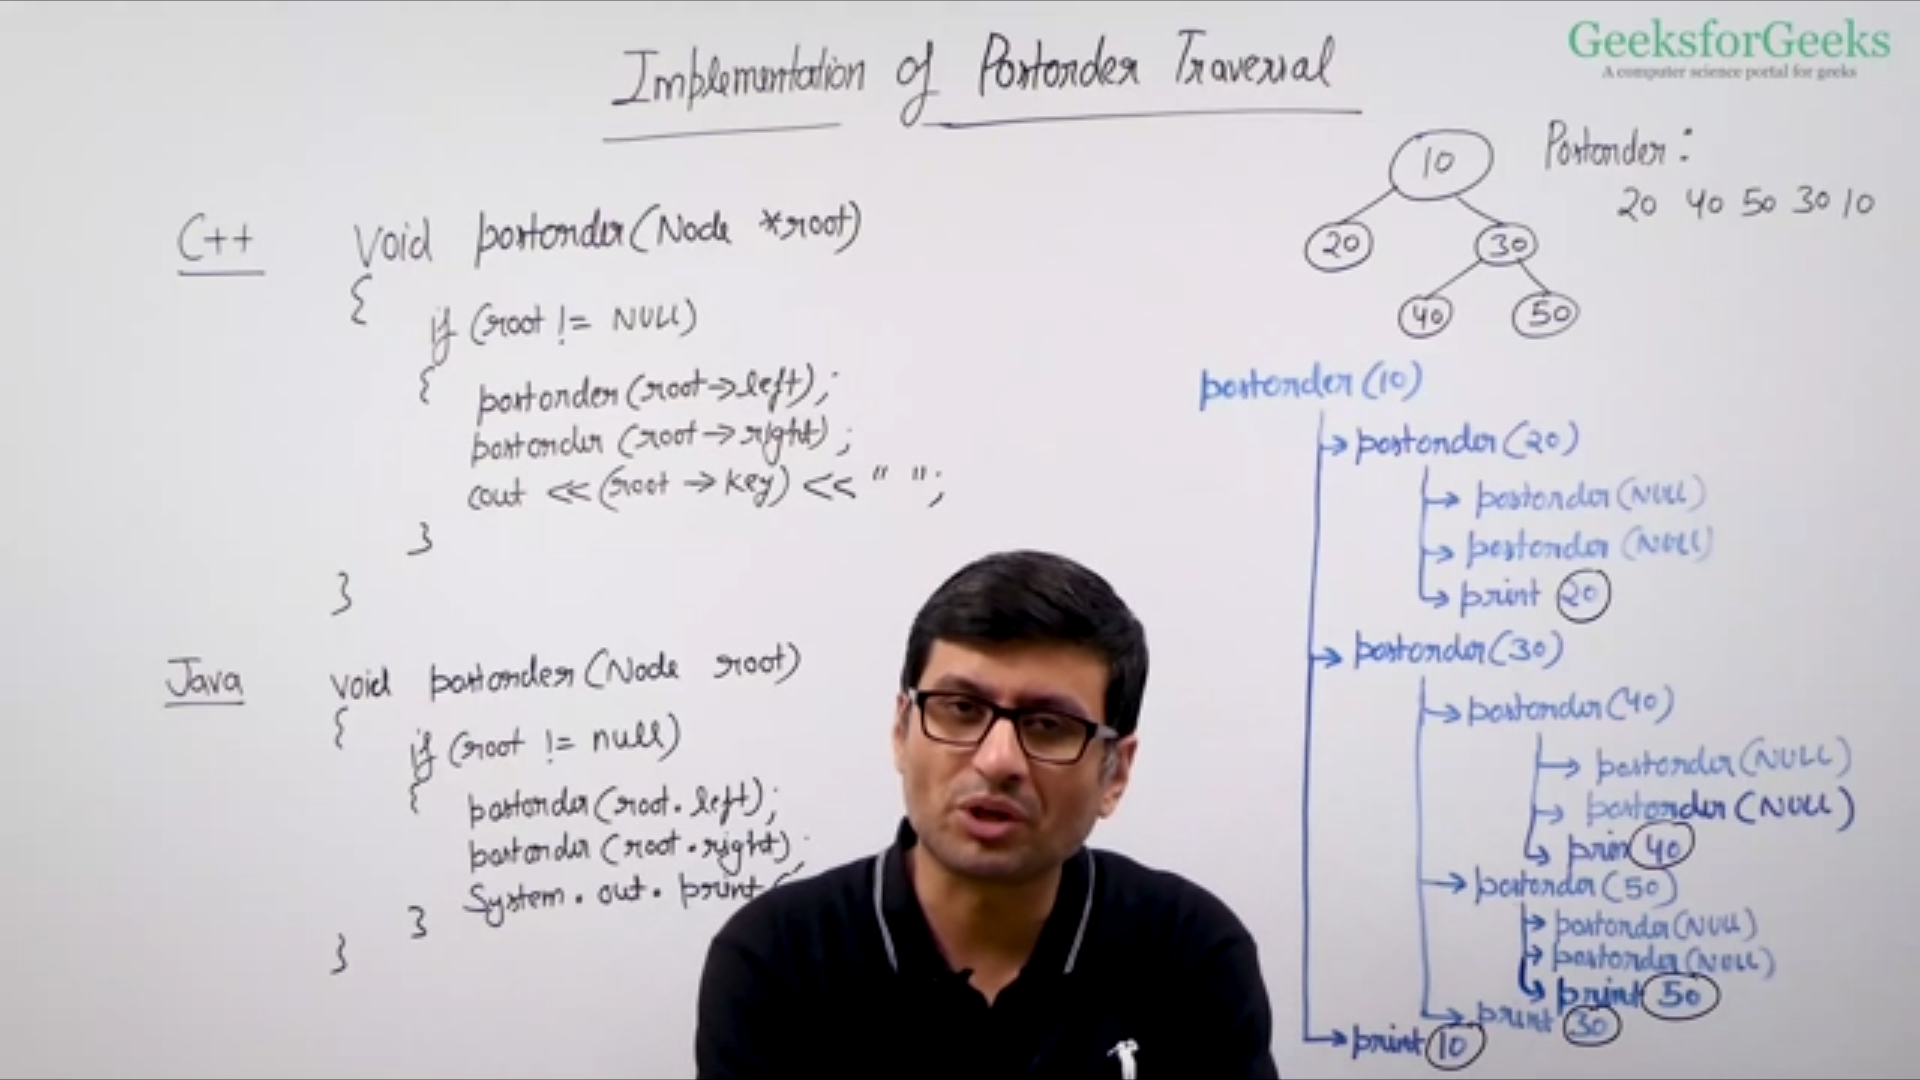 GeeksforGeeks
A computer science portal for geeks
Implementation of Postorder Traversal
C++
void postorder(Node *root)
{
if (root != NULL)
{ postorder(root->left);
postorder(root->right);
cout <<(root->key) << " ";
}
}
Java
void postorder(Node root)
{
if (root != null)
{ postorder(root.left);
postorder(root.right);
System.out.print(
}
}
10
20 30
40 50
Postorder:
20 40 50 30 10
postorder(10)
postorder(20)
postorder(NULL)
postorder(NULL)
print 20
postorder(30)
postorder(40)
postorder(NULL)
postorder(NULL)
print 40
postorder(50)
postorder(NULL)
postorder(NULL)
print 50
print 30
print 10